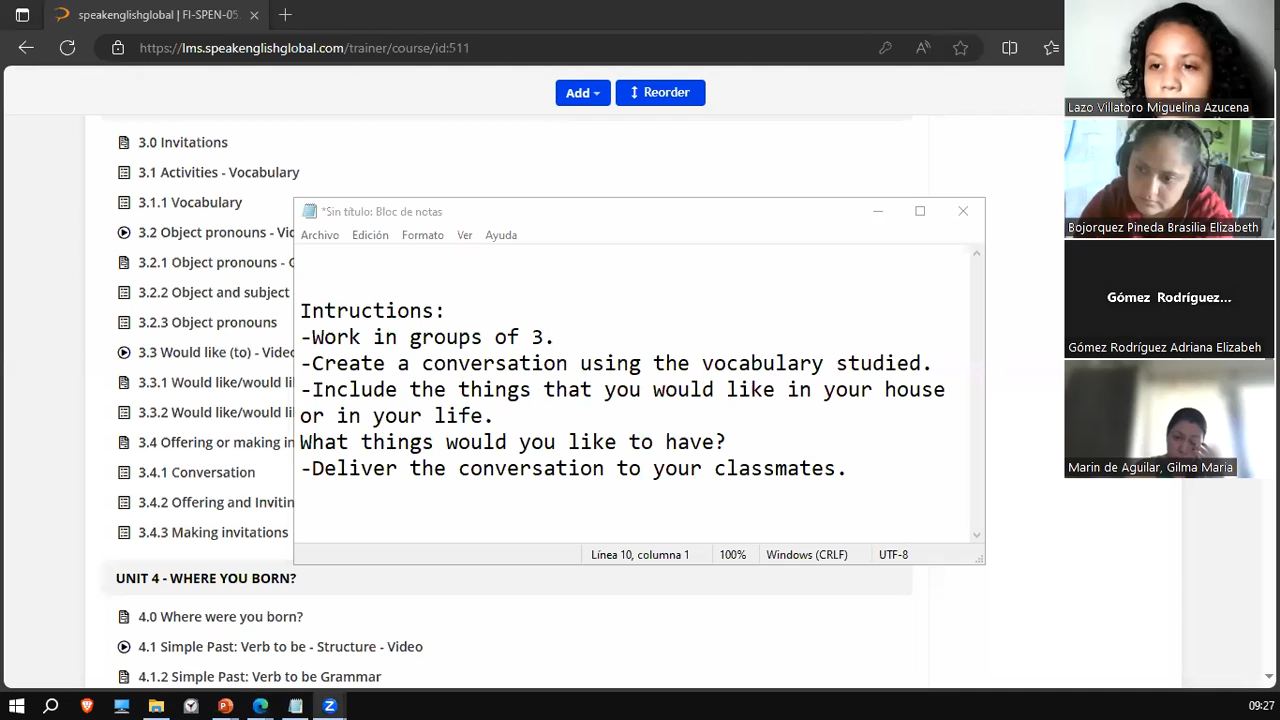 speakenglishglobal | FI-SPEN-05
https://lms.speakenglishglobal.com/trainer/course/id:511
Add
Reorder
3.0 Invitations
3.1 Activities - Vocabulary
3.1.1 Vocabulary
3.2 Object pronouns - Vid
3.2.1 Object pronouns - G
3.2.2 Object and subject
3.2.3 Object pronouns
3.3 Would like (to) - Video
3.3.1 Would like/would li
3.3.2 Would like/would li
3.4 Offering or making in
3.4.1 Conversation
3.4.2 Offering and Inviting
3.4.3 Making invitations
UNIT 4 - WHERE YOU BORN?
4.0 Where were you born?
4.1 Simple Past: Verb to be - Structure - Video
4.1.2 Simple Past: Verb to be Grammar
*Sin título: Bloc de notas
Archivo Edición Formato Ver Ayuda
Intructions:
-Work in groups of 3.
-Create a conversation using the vocabulary studied.
-Include the things that you would like in your house
or in your life.
What things would you like to have?
-Deliver the conversation to your classmates.
Línea 10, columna 1 100% Windows (CRLF) UTF-8
Lazo Villatoro Miguelina Azucena
Bojorquez Pineda Brasilia Elizabeth
Gómez Rodríguez...
Gómez Rodríguez Adriana Elizabeh
Marin de Aguilar, Gilma Maria
09:27